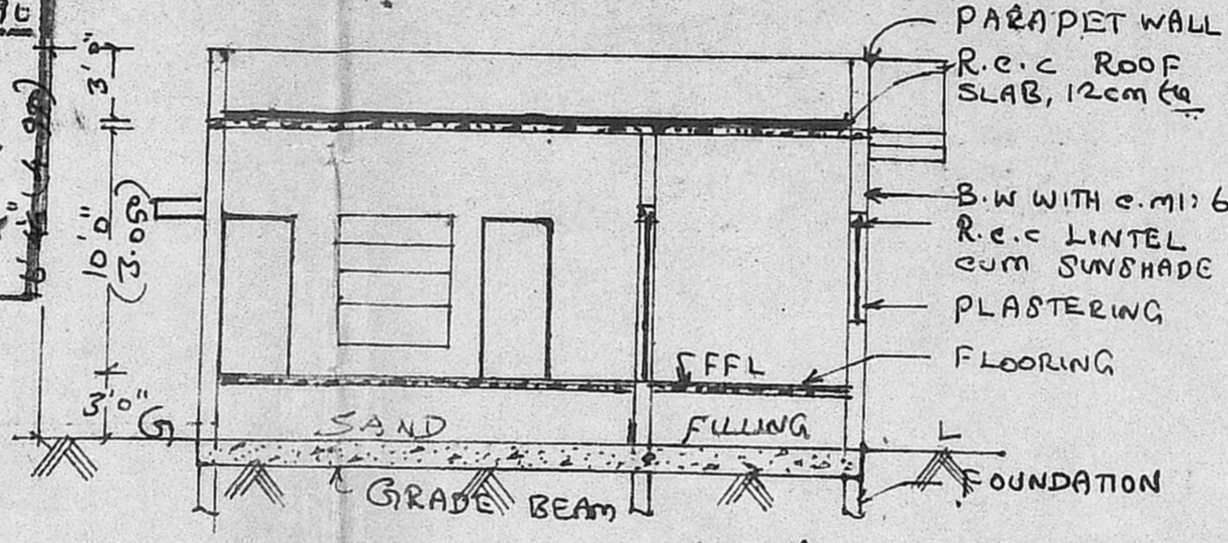 PARAPET WALL
R.C.C ROOF
SLAB, 12cm
3'0"
10'0"
(3.05)
B.W WITH C.M 1:6
R.C.C LINTEL
CUM SUNSHADE
PLASTERING
FLOORING
FFL
3'0"
G
SAND
FILLING
L
GRADE BEAM
FOUNDATION